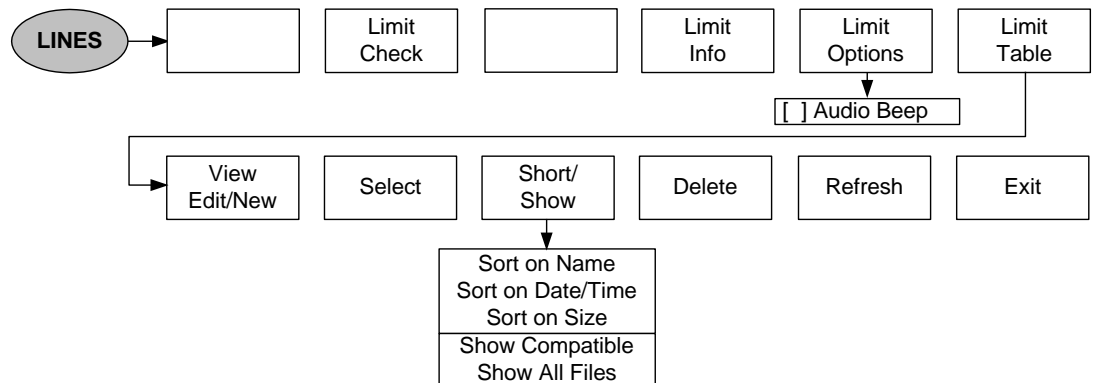 LINES
Limit
Check
Limit
Info
Limit
Options
Limit
Table
[ ] Audio Beep
View
Edit/New
Select
Short/
Show
Delete
Refresh
Exit
Sort on Name
Sort on Date/Time
Sort on Size
Show Compatible
Show All Files